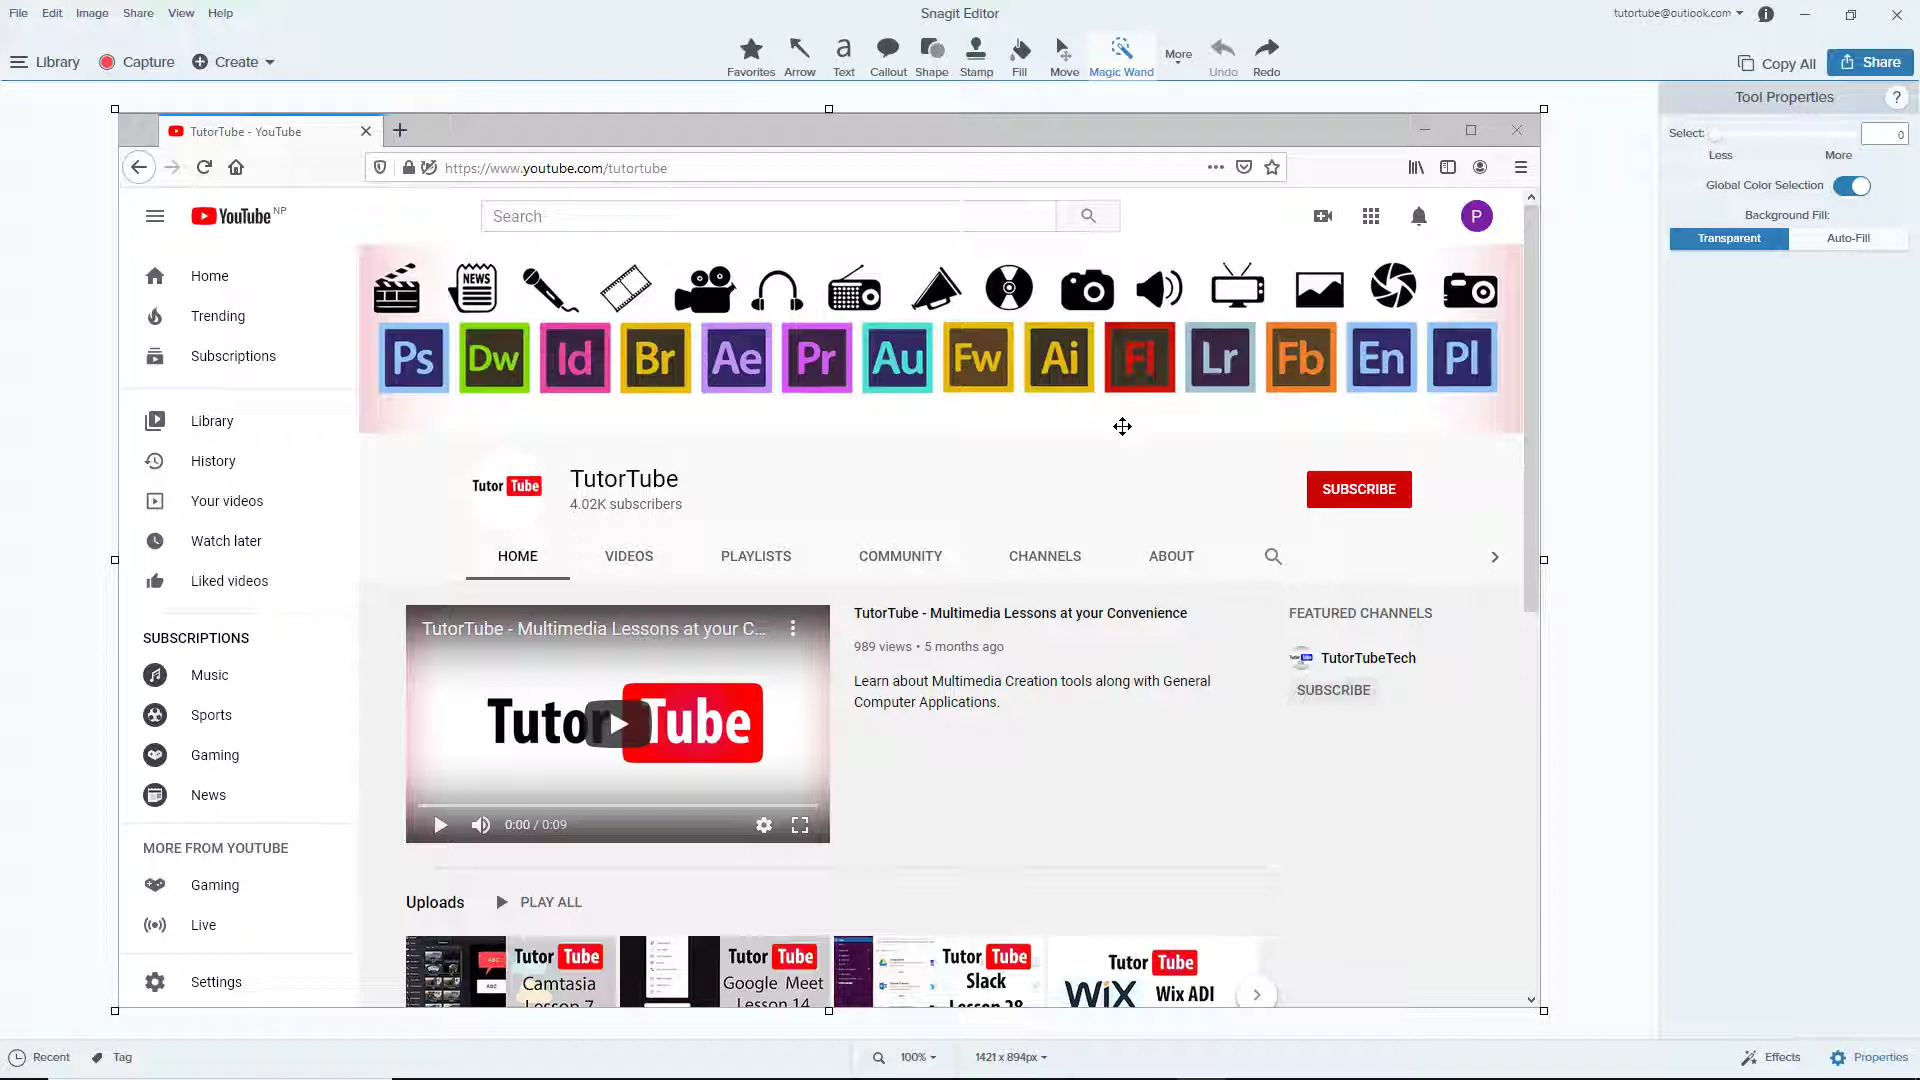 File Edit Image Share View Help
Snagit Editor
tutortube@outlook.com
Library Capture Create
Favorites Arrow Text Callout Shape Stamp Fill Move Magic Wand More Undo Redo
Copy All Share
Tool Properties ?
Select: 0
Less More
Global Color Selection
Background Fill:
Transparent Auto-Fill
TutorTube - YouTube
https://www.youtube.com/tutortube
YouTube NP
Search
P
Home
Trending
Subscriptions
Library
History
Your videos
Watch later
Liked videos
SUBSCRIPTIONS
Music
Sports
Gaming
News
MORE FROM YOUTUBE
Gaming
Live
Settings
NEWS
Ps Dw Id Br Ae Pr Au Fw Ai Fl Lr Fb En Pl
Tutor Tube
TutorTube
4.02K subscribers
SUBSCRIBE
HOME VIDEOS PLAYLISTS COMMUNITY CHANNELS ABOUT
TutorTube - Multimedia Lessons at your C...
Tutor Tube
0:00 / 0:09
TutorTube - Multimedia Lessons at your Convenience
989 views • 5 months ago
Learn about Multimedia Creation tools along with General
Computer Applications.
FEATURED CHANNELS
TutorTubeTech
SUBSCRIBE
Uploads PLAY ALL
Tutor Tube
Camtasia
Lesson 7
Tutor Tube
Google Meet
Lesson 14
Tutor Tube
Slack
Lesson 28
Tutor Tube
WIX Wix ADI
Recent Tag
100% 1421 x 894px
Effects Properties